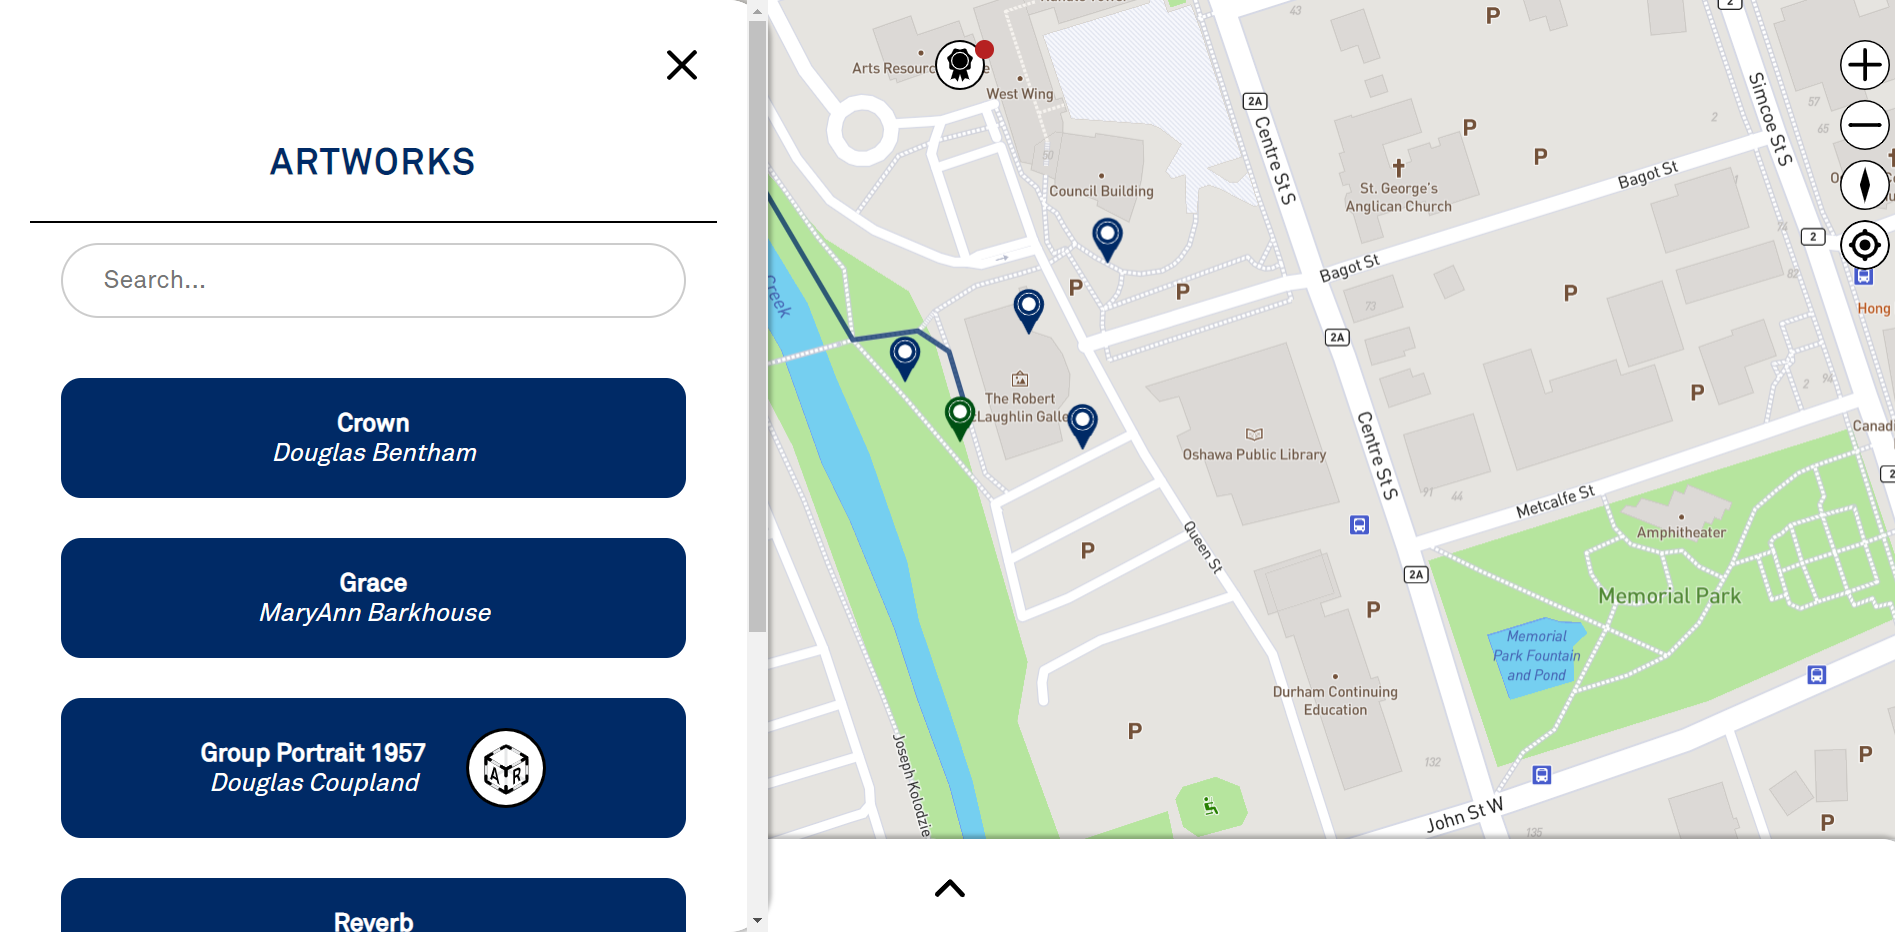 ARTWORKS
Search...
Crown
Douglas Bentham
Grace
MaryAnn Barkhouse
Group Portrait 1957
Douglas Coupland
A R
Reverb
43
P
2
Arts Resourc
West Wing
2A
Centre St S
Simcoe St S
57
65
2
P
P
50
Council Building
St. George's
Anglican Church
Bagot St
74
2
Creek
P
P
Bagot St
73
P
82
Hong
2A
The Robert
Laughlin Galle
P
2
94
Canadi
Oshawa Public Library
Centre St S
91
44
2
Metcalfe St
Amphitheater
Queen St
P
2A
Memorial Park
P
Memorial
Park Fountain
and Pond
Durham Continuing
Education
P
132
P
Joseph Kolodzie
John St W
135
P